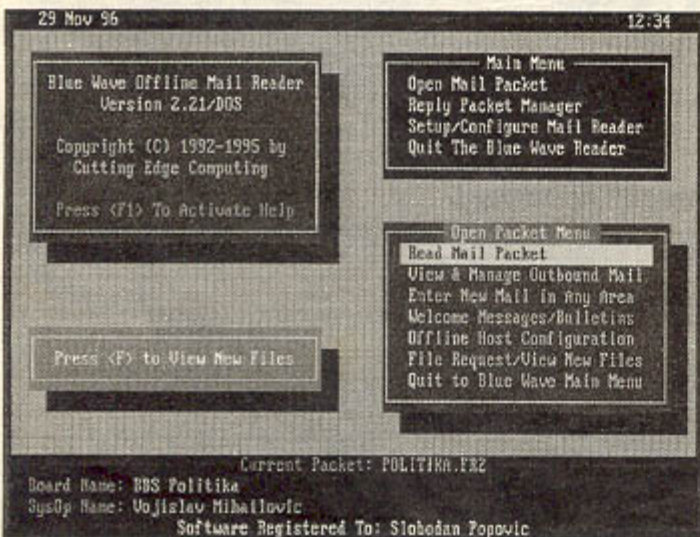 29 Nov 96
12:34
Blue Wave Offline Mail Reader
Version 2.21/DOS
Copyright (C) 1992-1995 by
Cutting Edge Computing
Press <F1> To Activate Help
Main Menu
Open Mail Packet
Reply Packet Manager
Setup/Configure Mail Reader
Quit The Blue Wave Reader
Open Packet Menu
Read Mail Packet
View & Manage Outbound Mail
Enter New Mail in Any Area
Welcome Messages/Bulletins
Offline Host Configuration
File Request/View New Files
Quit to Blue Wave Main Menu
Press <F> to View New Files
Current Packet: POLITIKA.FR2
Board Name: BBS Politika
SysOp Name: Vojislav Mihailovic
Software Registered To: Slobodan Popovic